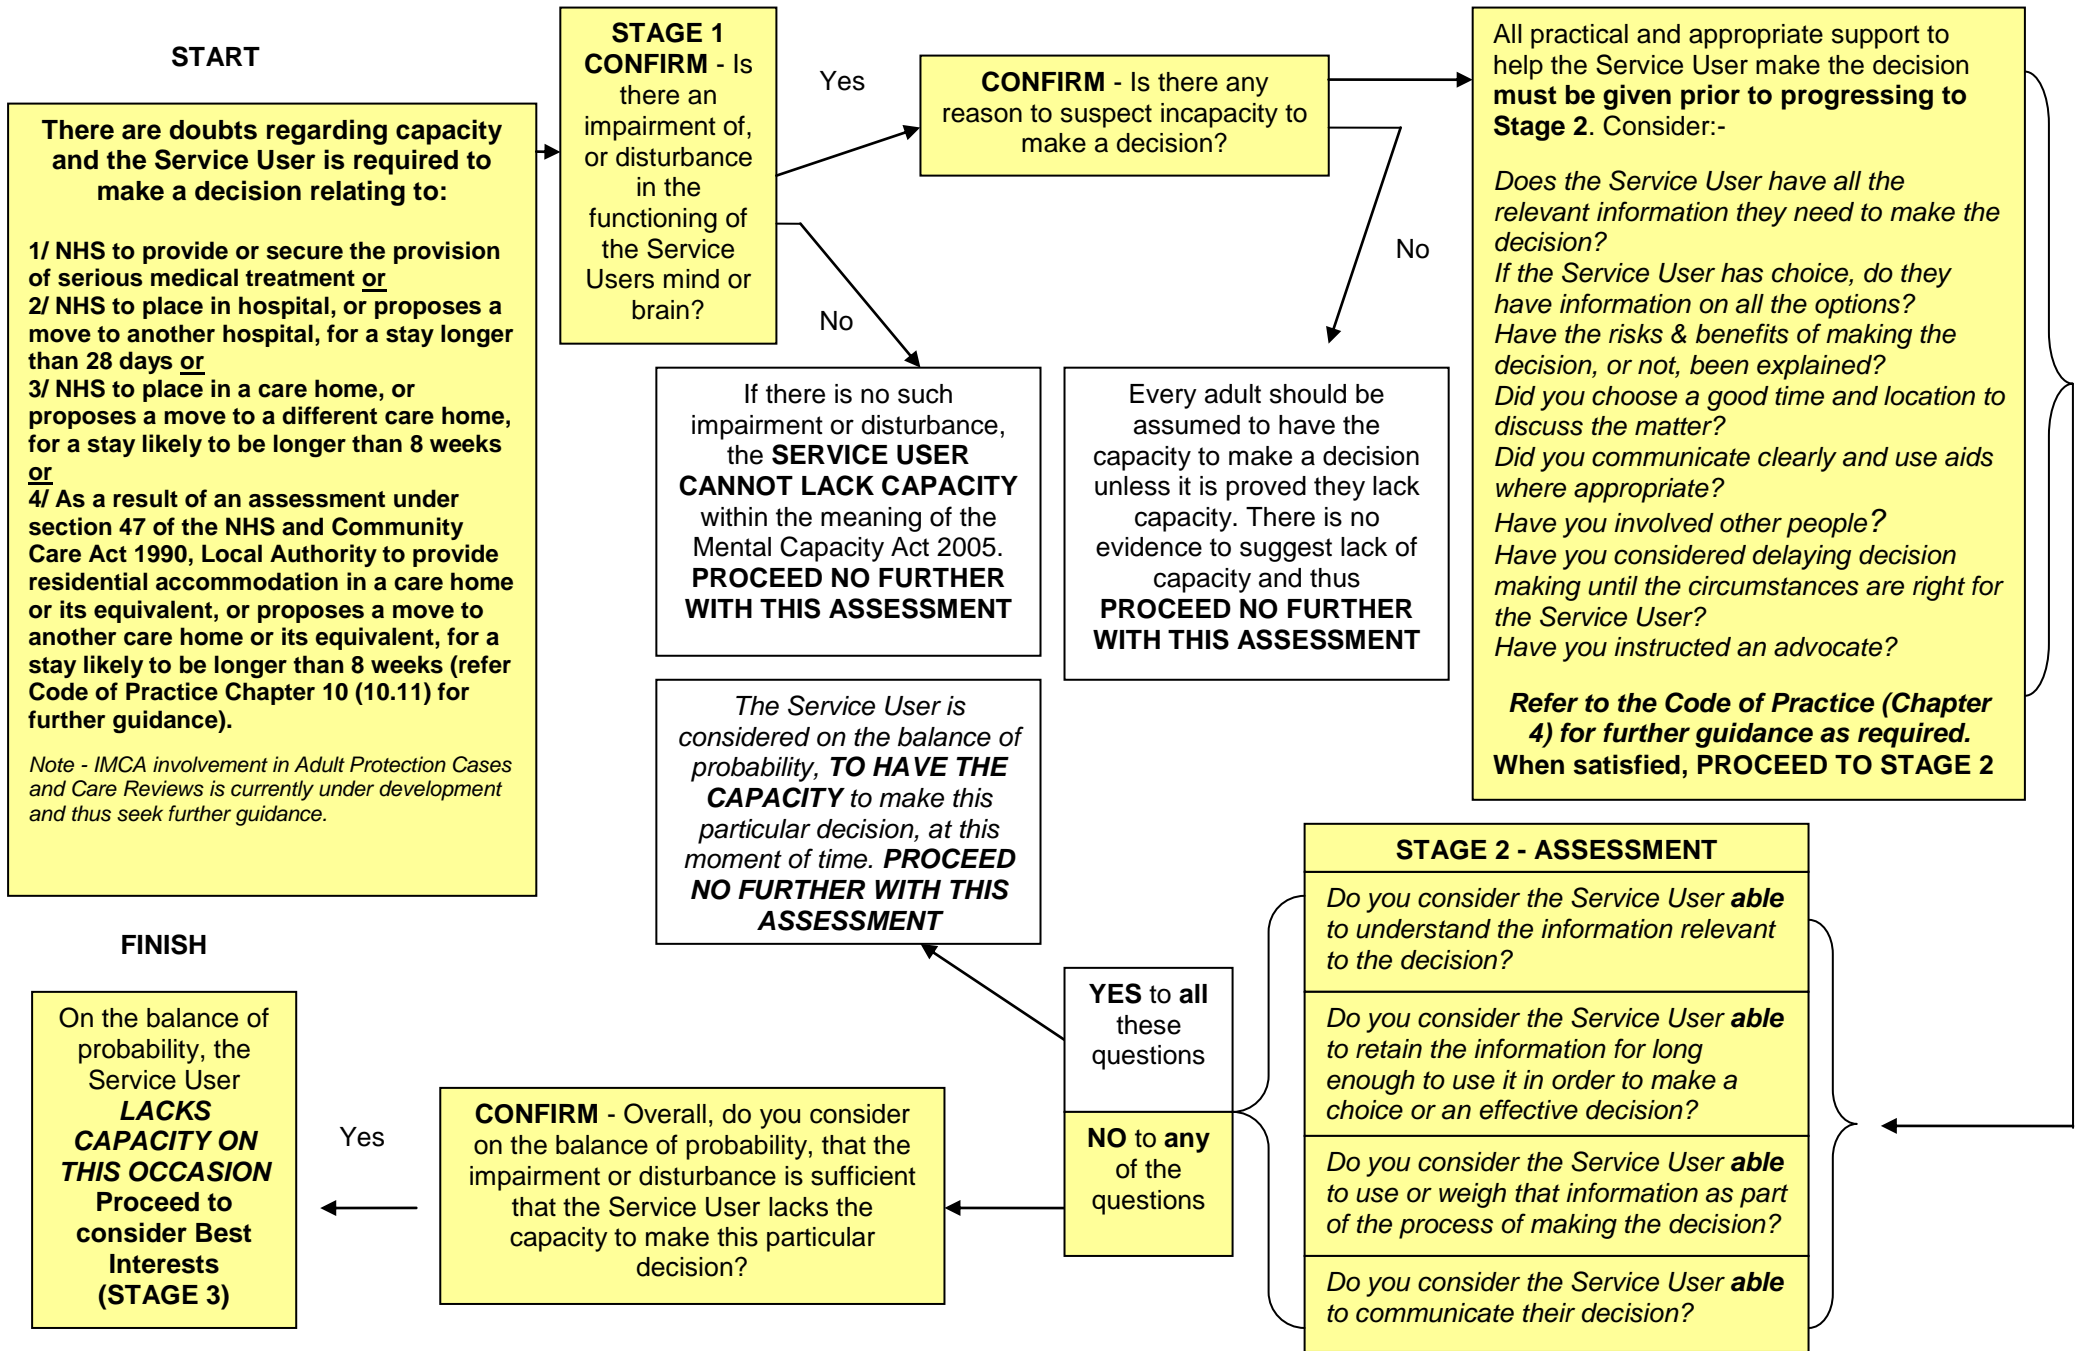 START
There are doubts regarding capacity
and the Service User is required to
make a decision relating to:
1/ NHS to provide or secure the provision
of serious medical treatment or
2/ NHS to place in hospital, or proposes a
move to another hospital, for a stay longer
than 28 days or
3/ NHS to place in a care home, or
proposes a move to a different care home,
for a stay likely to be longer than 8 weeks
or
4/ As a result of an assessment under
section 47 of the NHS and Community
Care Act 1990, Local Authority to provide
residential accommodation in a care home
or its equivalent, or proposes a move to
another care home or its equivalent, for a
stay likely to be longer than 8 weeks (refer
Code of Practice Chapter 10 (10.11) for
further guidance).
Note - IMCA involvement in Adult Protection Cases
and Care Reviews is currently under development
and thus seek further guidance.
STAGE 1
CONFIRM - Is
there an
impairment of,
or disturbance
in the
functioning of
the Service
Users mind or
brain?
Yes
No
CONFIRM - Is there any
reason to suspect incapacity to
make a decision?
No
If there is no such
impairment or disturbance,
the SERVICE USER
CANNOT LACK CAPACITY
within the meaning of the
Mental Capacity Act 2005.
PROCEED NO FURTHER
WITH THIS ASSESSMENT
Every adult should be
assumed to have the
capacity to make a decision
unless it is proved they lack
capacity. There is no
evidence to suggest lack of
capacity and thus
PROCEED NO FURTHER
WITH THIS ASSESSMENT
All practical and appropriate support to
help the Service User make the decision
must be given prior to progressing to
Stage 2. Consider:-
Does the Service User have all the
relevant information they need to make the
decision?
If the Service User has choice, do they
have information on all the options?
Have the risks & benefits of making the
decision, or not, been explained?
Did you choose a good time and location to
discuss the matter?
Did you communicate clearly and use aids
where appropriate?
Have you involved other people?
Have you considered delaying decision
making until the circumstances are right for
the Service User?
Have you instructed an advocate?
Refer to the Code of Practice (Chapter
4) for further guidance as required.
When satisfied, PROCEED TO STAGE 2
STAGE 2 - ASSESSMENT
Do you consider the Service User able
to understand the information relevant
to the decision?
Do you consider the Service User able
to retain the information for long
enough to use it in order to make a
choice or an effective decision?
Do you consider the Service User able
to use or weigh that information as part
of the process of making the decision?
Do you consider the Service User able
to communicate their decision?
YES to all
these
questions
NO to any
of the
questions
The Service User is
considered on the balance of
probability, TO HAVE THE
CAPACITY to make this
particular decision, at this
moment of time. PROCEED
NO FURTHER WITH THIS
ASSESSMENT
CONFIRM - Overall, do you consider
on the balance of probability, that the
impairment or disturbance is sufficient
that the Service User lacks the
capacity to make this particular
decision?
Yes
FINISH
On the balance of
probability, the
Service User
LACKS
CAPACITY ON
THIS OCCASION
Proceed to
consider Best
Interests
(STAGE 3)